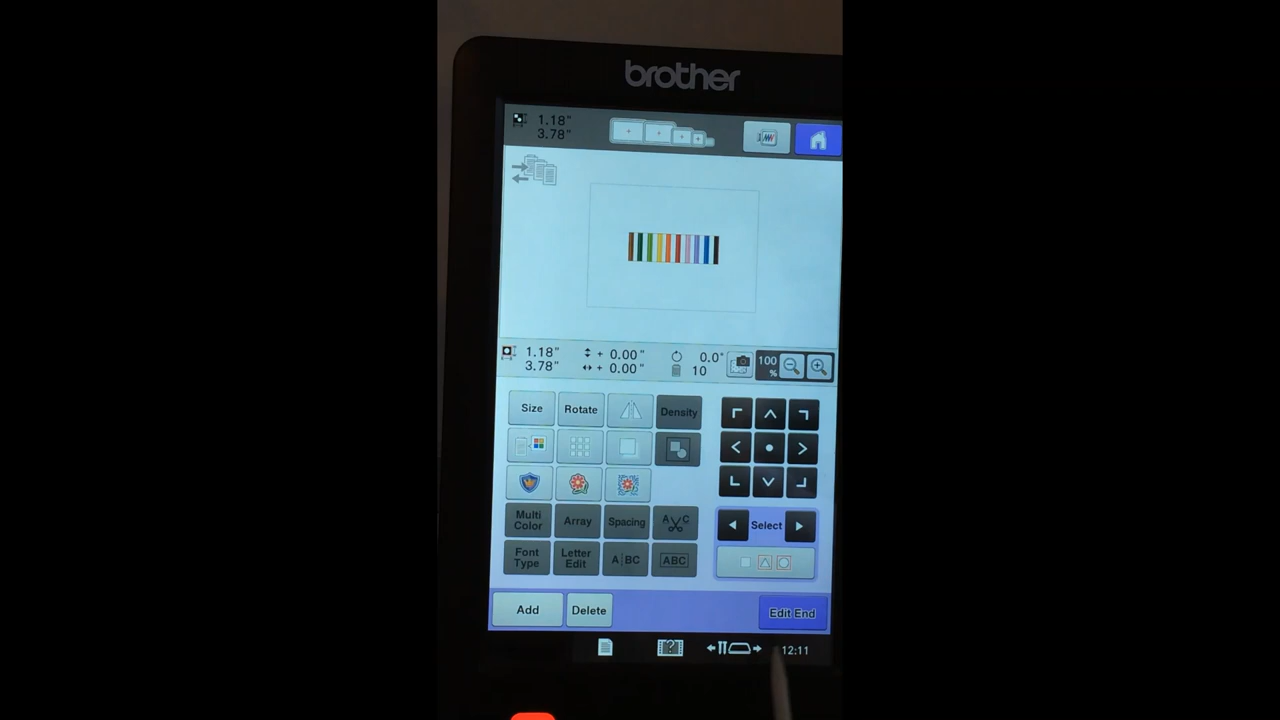 brother
1.18"
3.78"
1.18"
3.78"
+ 0.00"
+ 0.00"
0.0°
10
100
%
Size
Rotate
Density
Multi
Color
Array
Spacing
A C
Font
Type
Letter
Edit
A|BC
ABC
Select
Add
Delete
Edit End
?
12:11